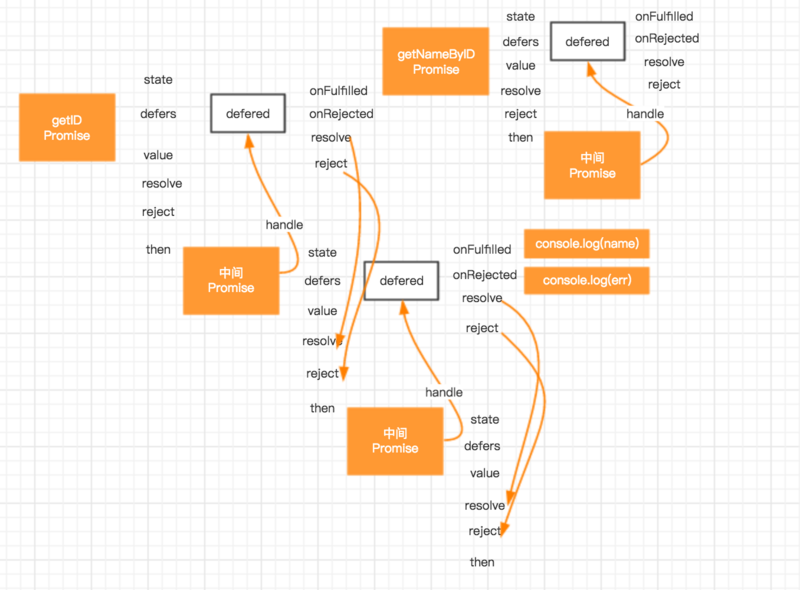 getNameByID
Promise
state
defers
value
resolve
reject
then
defered
onFulfilled
onRejected
resolve
reject
handle
中间
Promise
getID
Promise
state
defers
value
resolve
reject
then
defered
onFulfilled
onRejected
resolve
reject
handle
中间
Promise
state
defers
value
resolve
reject
then
defered
onFulfilled
onRejected
resolve
reject
console.log(name)
console.log(err)
handle
中间
Promise
state
defers
value
resolve
reject
then